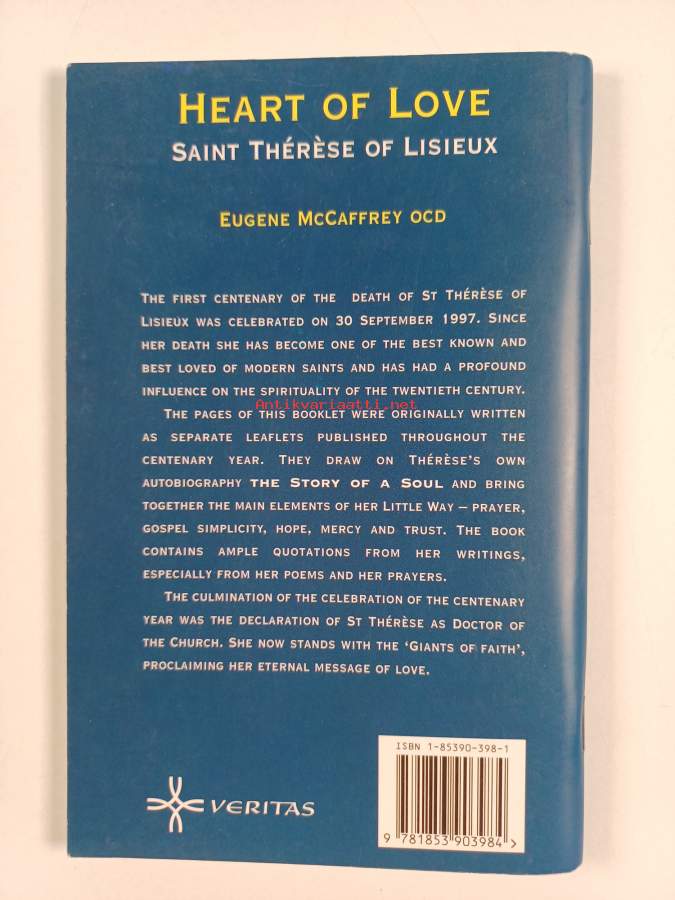 HEART OF LOVE
SAINT THÉRÈSE OF LISIEUX
EUGENE MCCAFFREY OCD
THE FIRST CENTENARY OF THE DEATH OF ST THÉRÈSE OF
LISIEUX WAS CELEBRATED ON 30 SEPTEMBER 1997. SINCE
HER DEATH SHE HAS BECOME ONE OF THE BEST KNOWN AND
BEST LOVED OF MODERN SAINTS AND HAS HAD A PROFOUND
INFLUENCE ON THE SPIRITUALITY OF THE TWENTIETH CENTURY.
Antikvariaatti.net
THE PAGES OF THIS BOOKLET WERE ORIGINALLY WRITTEN
AS SEPARATE LEAFLETS PUBLISHED THROUGHOUT THE
CENTENARY YEAR. THEY DRAW ON THÉRÈSE'S OWN
AUTOBIOGRAPHY THE STORY OF A SOUL AND BRING
TOGETHER THE MAIN ELEMENTS OF HER LITTLE WAY – PRAYER,
GOSPEL SIMPLICITY, HOPE, MERCY AND TRUST. THE BOOK
CONTAINS AMPLE QUOTATIONS FROM HER WRITINGS,
ESPECIALLY FROM HER POEMS AND HER PRAYERS.
THE CULMINATION OF THE CELEBRATION OF THE CENTENARY
YEAR WAS THE DECLARATION OF ST THÉRÈSE AS DOCTOR OF
THE CHURCH. SHE NOW STANDS WITH THE 'GIANTS OF FAITH',
PROCLAIMING HER ETERNAL MESSAGE OF LOVE.
ISBN 1-85390-398-1
VERITAS
9 781853 903984 >